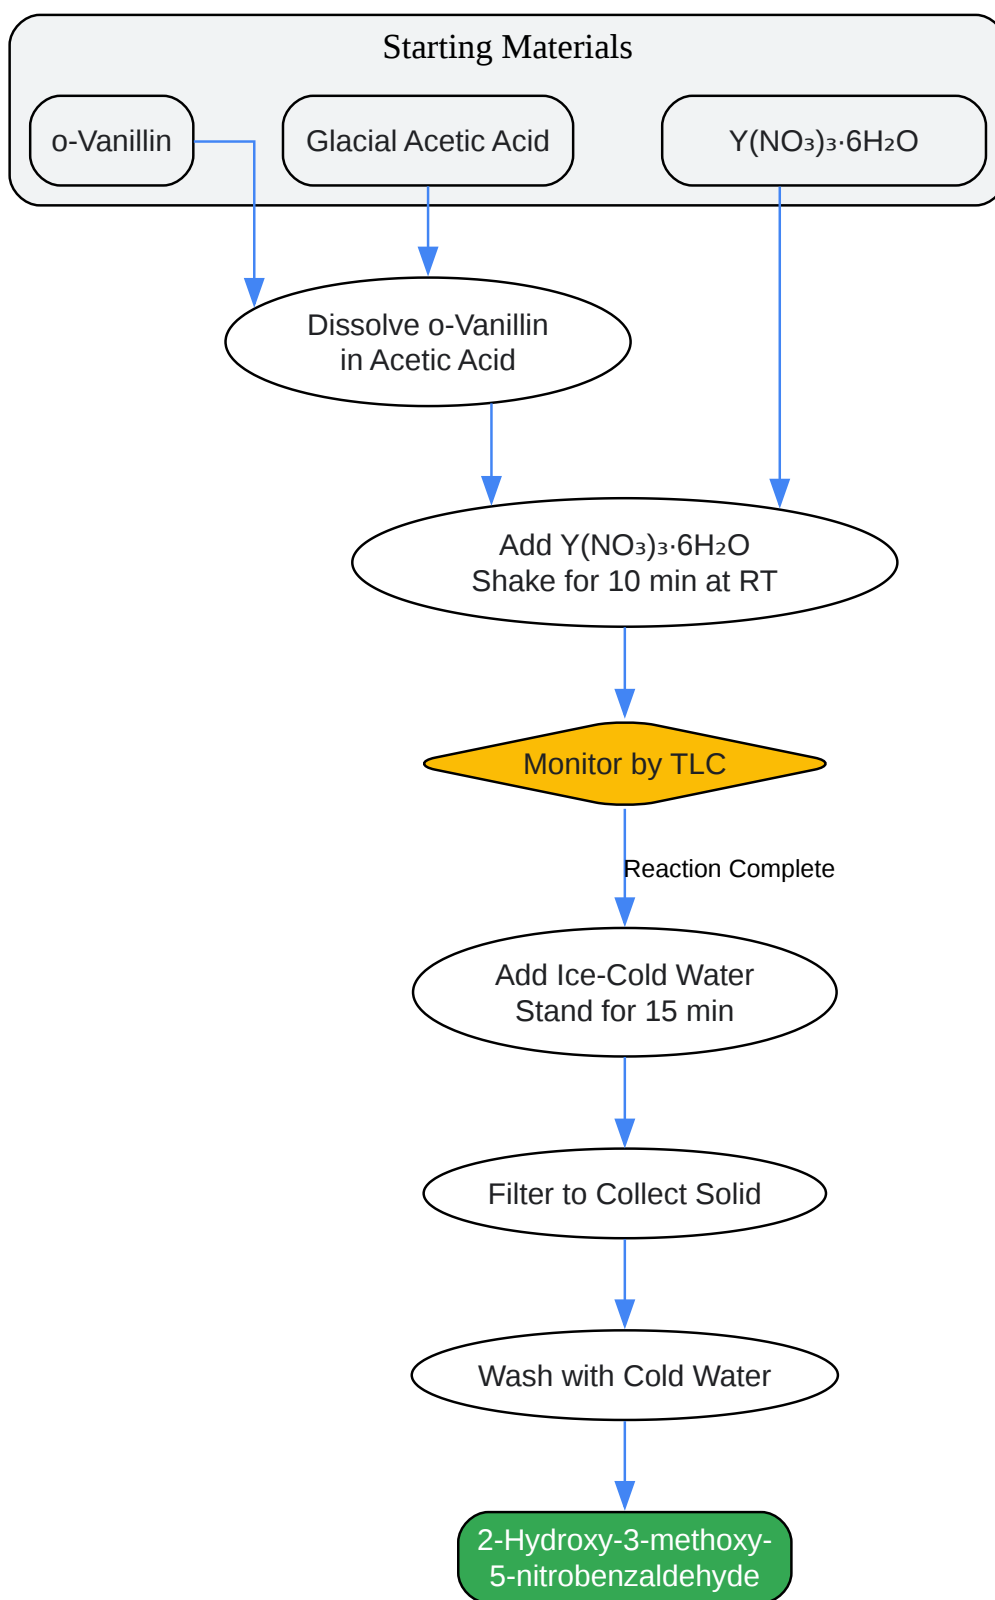 Starting Materials
o-Vanillin
Glacial Acetic Acid
Y(NO₃)₃·6H₂O
Dissolve o-Vanillin
in Acetic Acid
Add Y(NO₃)₃·6H₂O
Shake for 10 min at RT
Monitor by TLC
Reaction Complete
Add Ice-Cold Water
Stand for 15 min
Filter to Collect Solid
Wash with Cold Water
2-Hydroxy-3-methoxy-
5-nitrobenzaldehyde